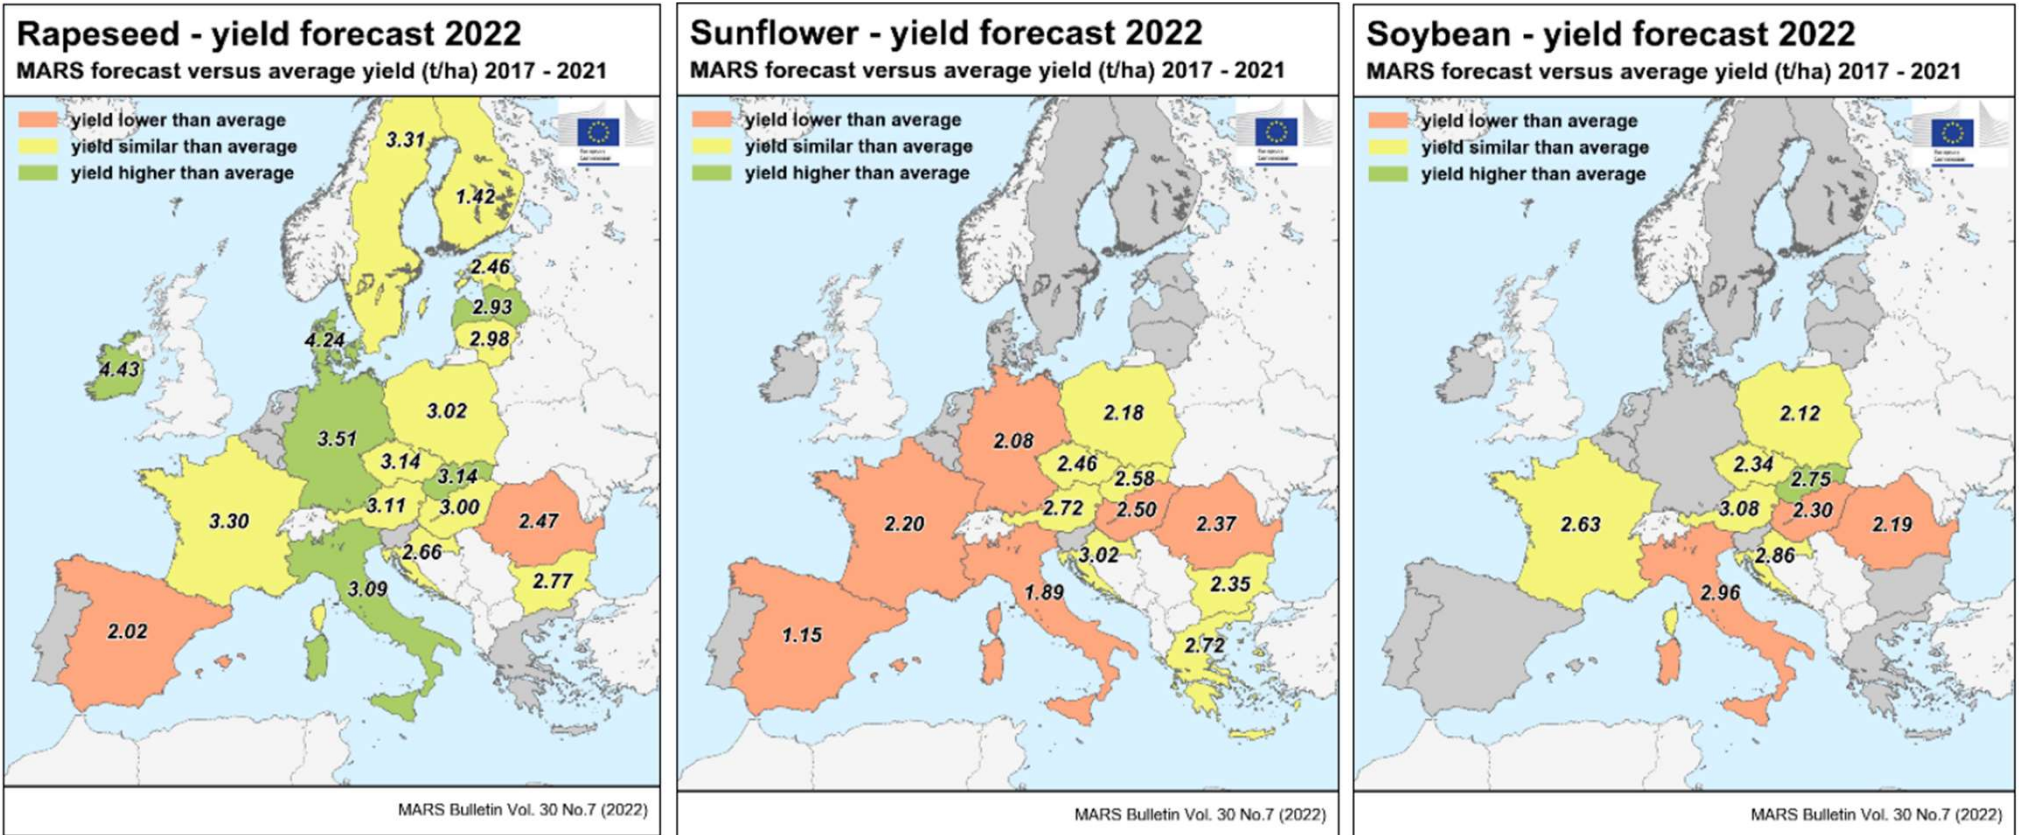 Rapeseed - yield forecast 2022
MARS forecast versus average yield (t/ha) 2017 - 2021
yield lower than average
yield similar than average
yield higher than average
3.31
1.42
2.46
2.93
2.98
4.24
4.43
3.02
3.51
3.14
3.14
3.11
3.00
3.30
2.47
2.66
2.77
3.09
2.02
MARS Bulletin Vol. 30 No.7 (2022)
Sunflower - yield forecast 2022
MARS forecast versus average yield (t/ha) 2017 - 2021
yield lower than average
yield similar than average
yield higher than average
2.18
2.08
2.46
2.58
2.72
2.50
2.20
2.37
3.02
2.35
1.89
1.15
2.72
MARS Bulletin Vol. 30 No.7 (2022)
Soybean - yield forecast 2022
MARS forecast versus average yield (t/ha) 2017 - 2021
yield lower than average
yield similar than average
yield higher than average
2.12
2.34
2.75
3.08
2.30
2.63
2.19
2.86
2.96
MARS Bulletin Vol. 30 No.7 (2022)